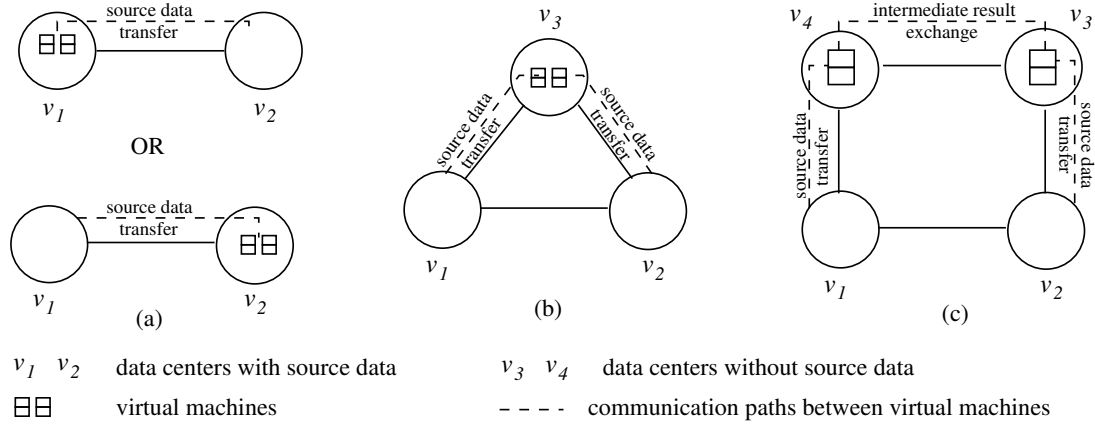 source data
transfer
v1
v2
OR
source data
transfer
v1
v2
(a)
v3
source data
transfer
source data
transfer
v1
v2
(b)
v4
intermediate result
exchange
v3
source data
transfer
source data
transfer
v1
v2
(c)
v1 v2 data centers with source data
v3 v4 data centers without source data
virtual machines
communication paths between virtual machines